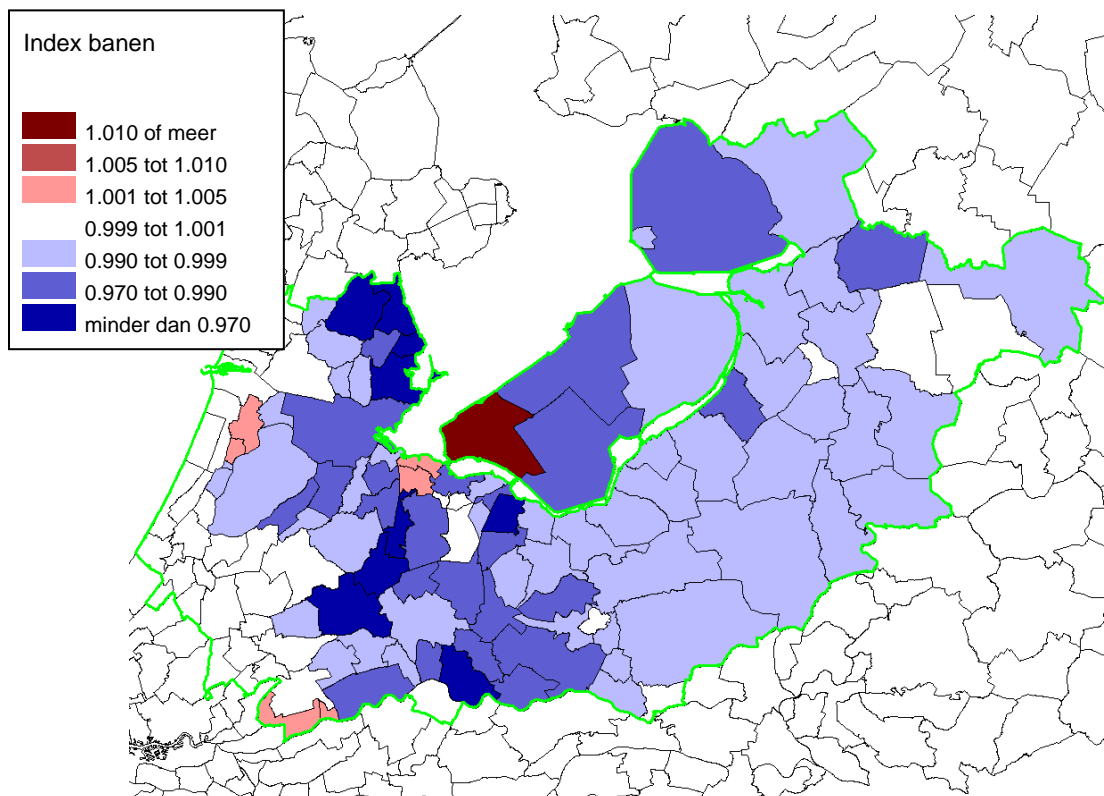 Index banen
1.010 of meer
1.005 tot 1.010
1.001 tot 1.005
0.999 tot 1.001
0.990 tot 0.999
0.970 tot 0.990
minder dan 0.970